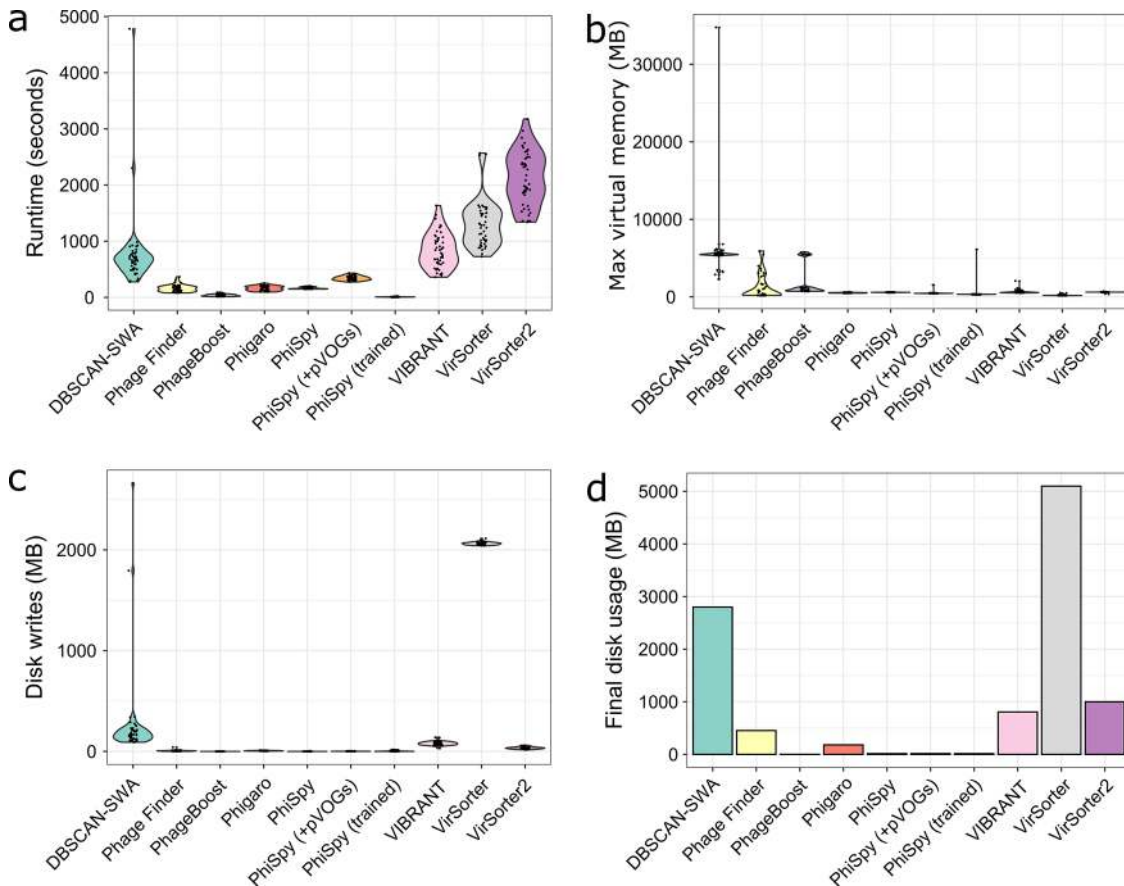 a
Runtime (seconds)
5000
4000
3000
2000
1000
0
DBSCAN-SWA
Phage Finder
PhageBoost
Phigaro
PhiSpy
PhiSpy (+pVOGs)
PhiSpy (trained)
VIBRANT
VirSorter
VirSorter2
b
Max virtual memory (MB)
30000
20000
10000
0
DBSCAN-SWA
Phage Finder
PhageBoost
Phigaro
PhiSpy
PhiSpy (+pVOGs)
PhiSpy (trained)
VIBRANT
VirSorter
VirSorter2
c
Disk writes (MB)
2000
1000
0
DBSCAN-SWA
Phage Finder
PhageBoost
Phigaro
PhiSpy
PhiSpy (+pVOGs)
PhiSpy (trained)
VIBRANT
VirSorter
VirSorter2
d
Final disk usage (MB)
5000
4000
3000
2000
1000
0
DBSCAN-SWA
Phage Finder
PhageBoost
Phigaro
PhiSpy
PhiSpy (+pVOGs)
PhiSpy (trained)
VIBRANT
VirSorter
VirSorter2